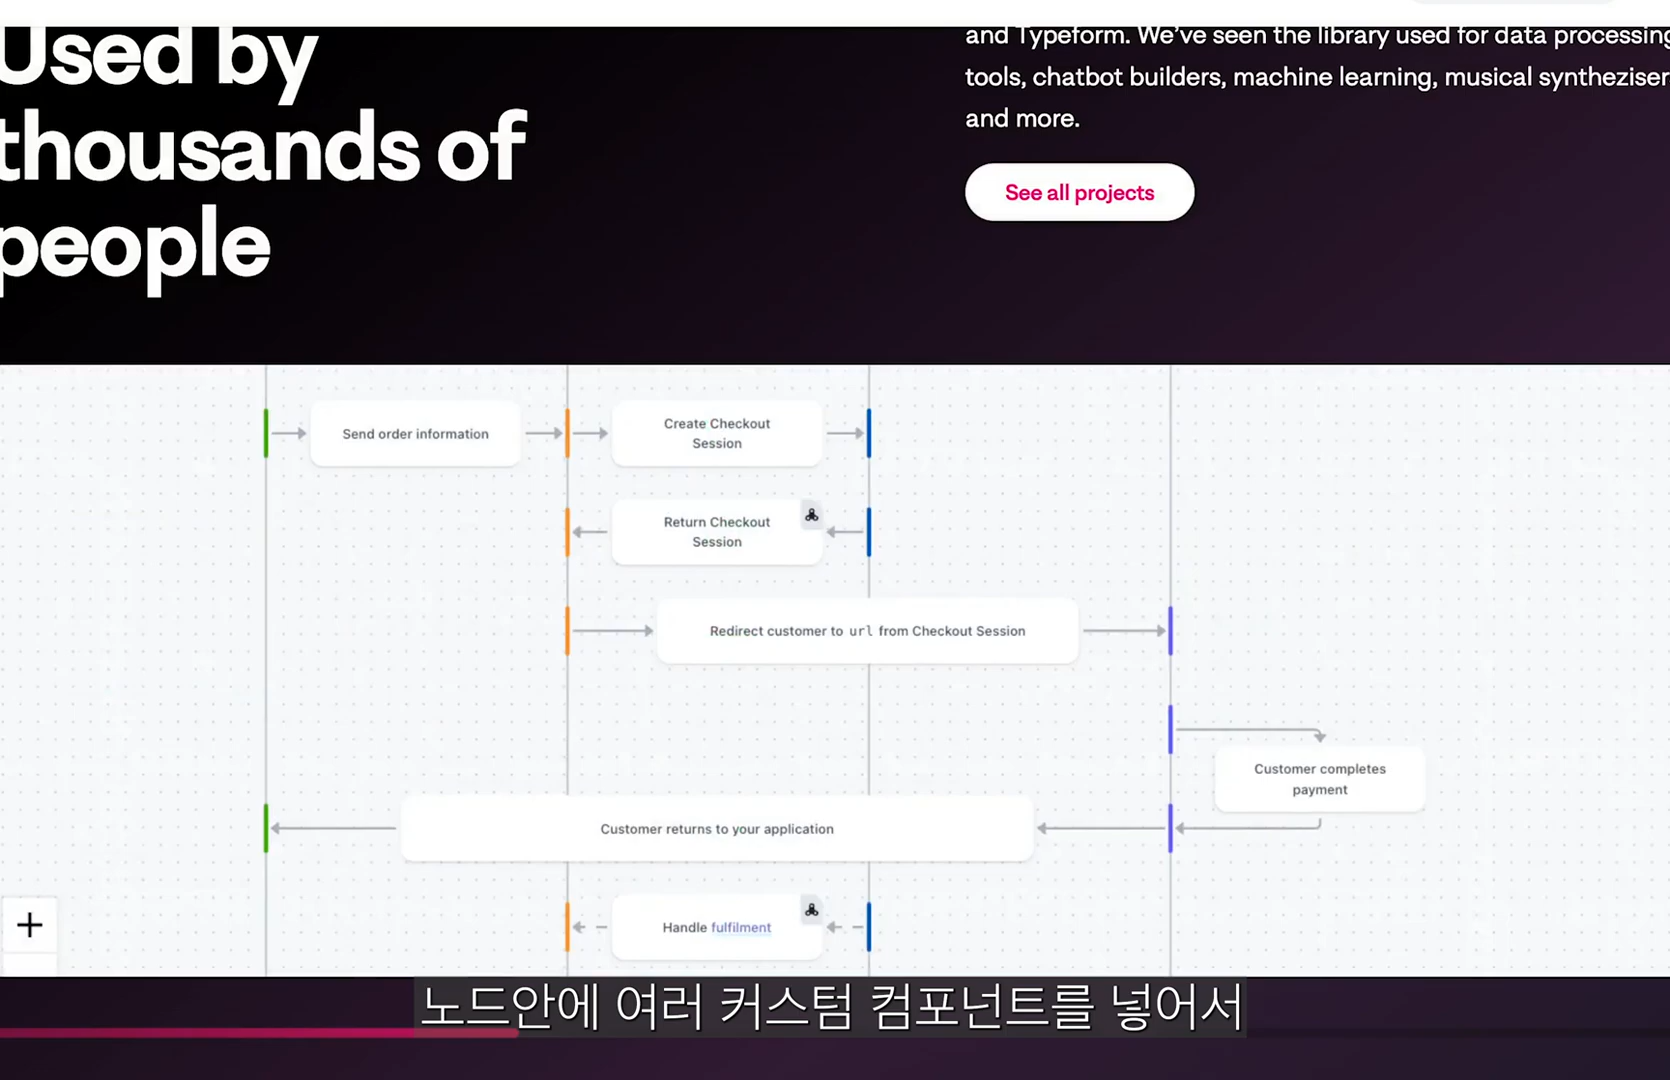 Used by
thousands of
people
and Typeform. We've seen the library used for data processing
tools, chatbot builders, machine learning, musical syntheziser
and more.
See all projects
Send order information
Create Checkout
Session
Return Checkout
Session
Redirect customer to url from Checkout Session
Customer completes
payment
Customer returns to your application
Handle fulfilment
노드안에 여러 커스텀 컴포넌트를 넣어서